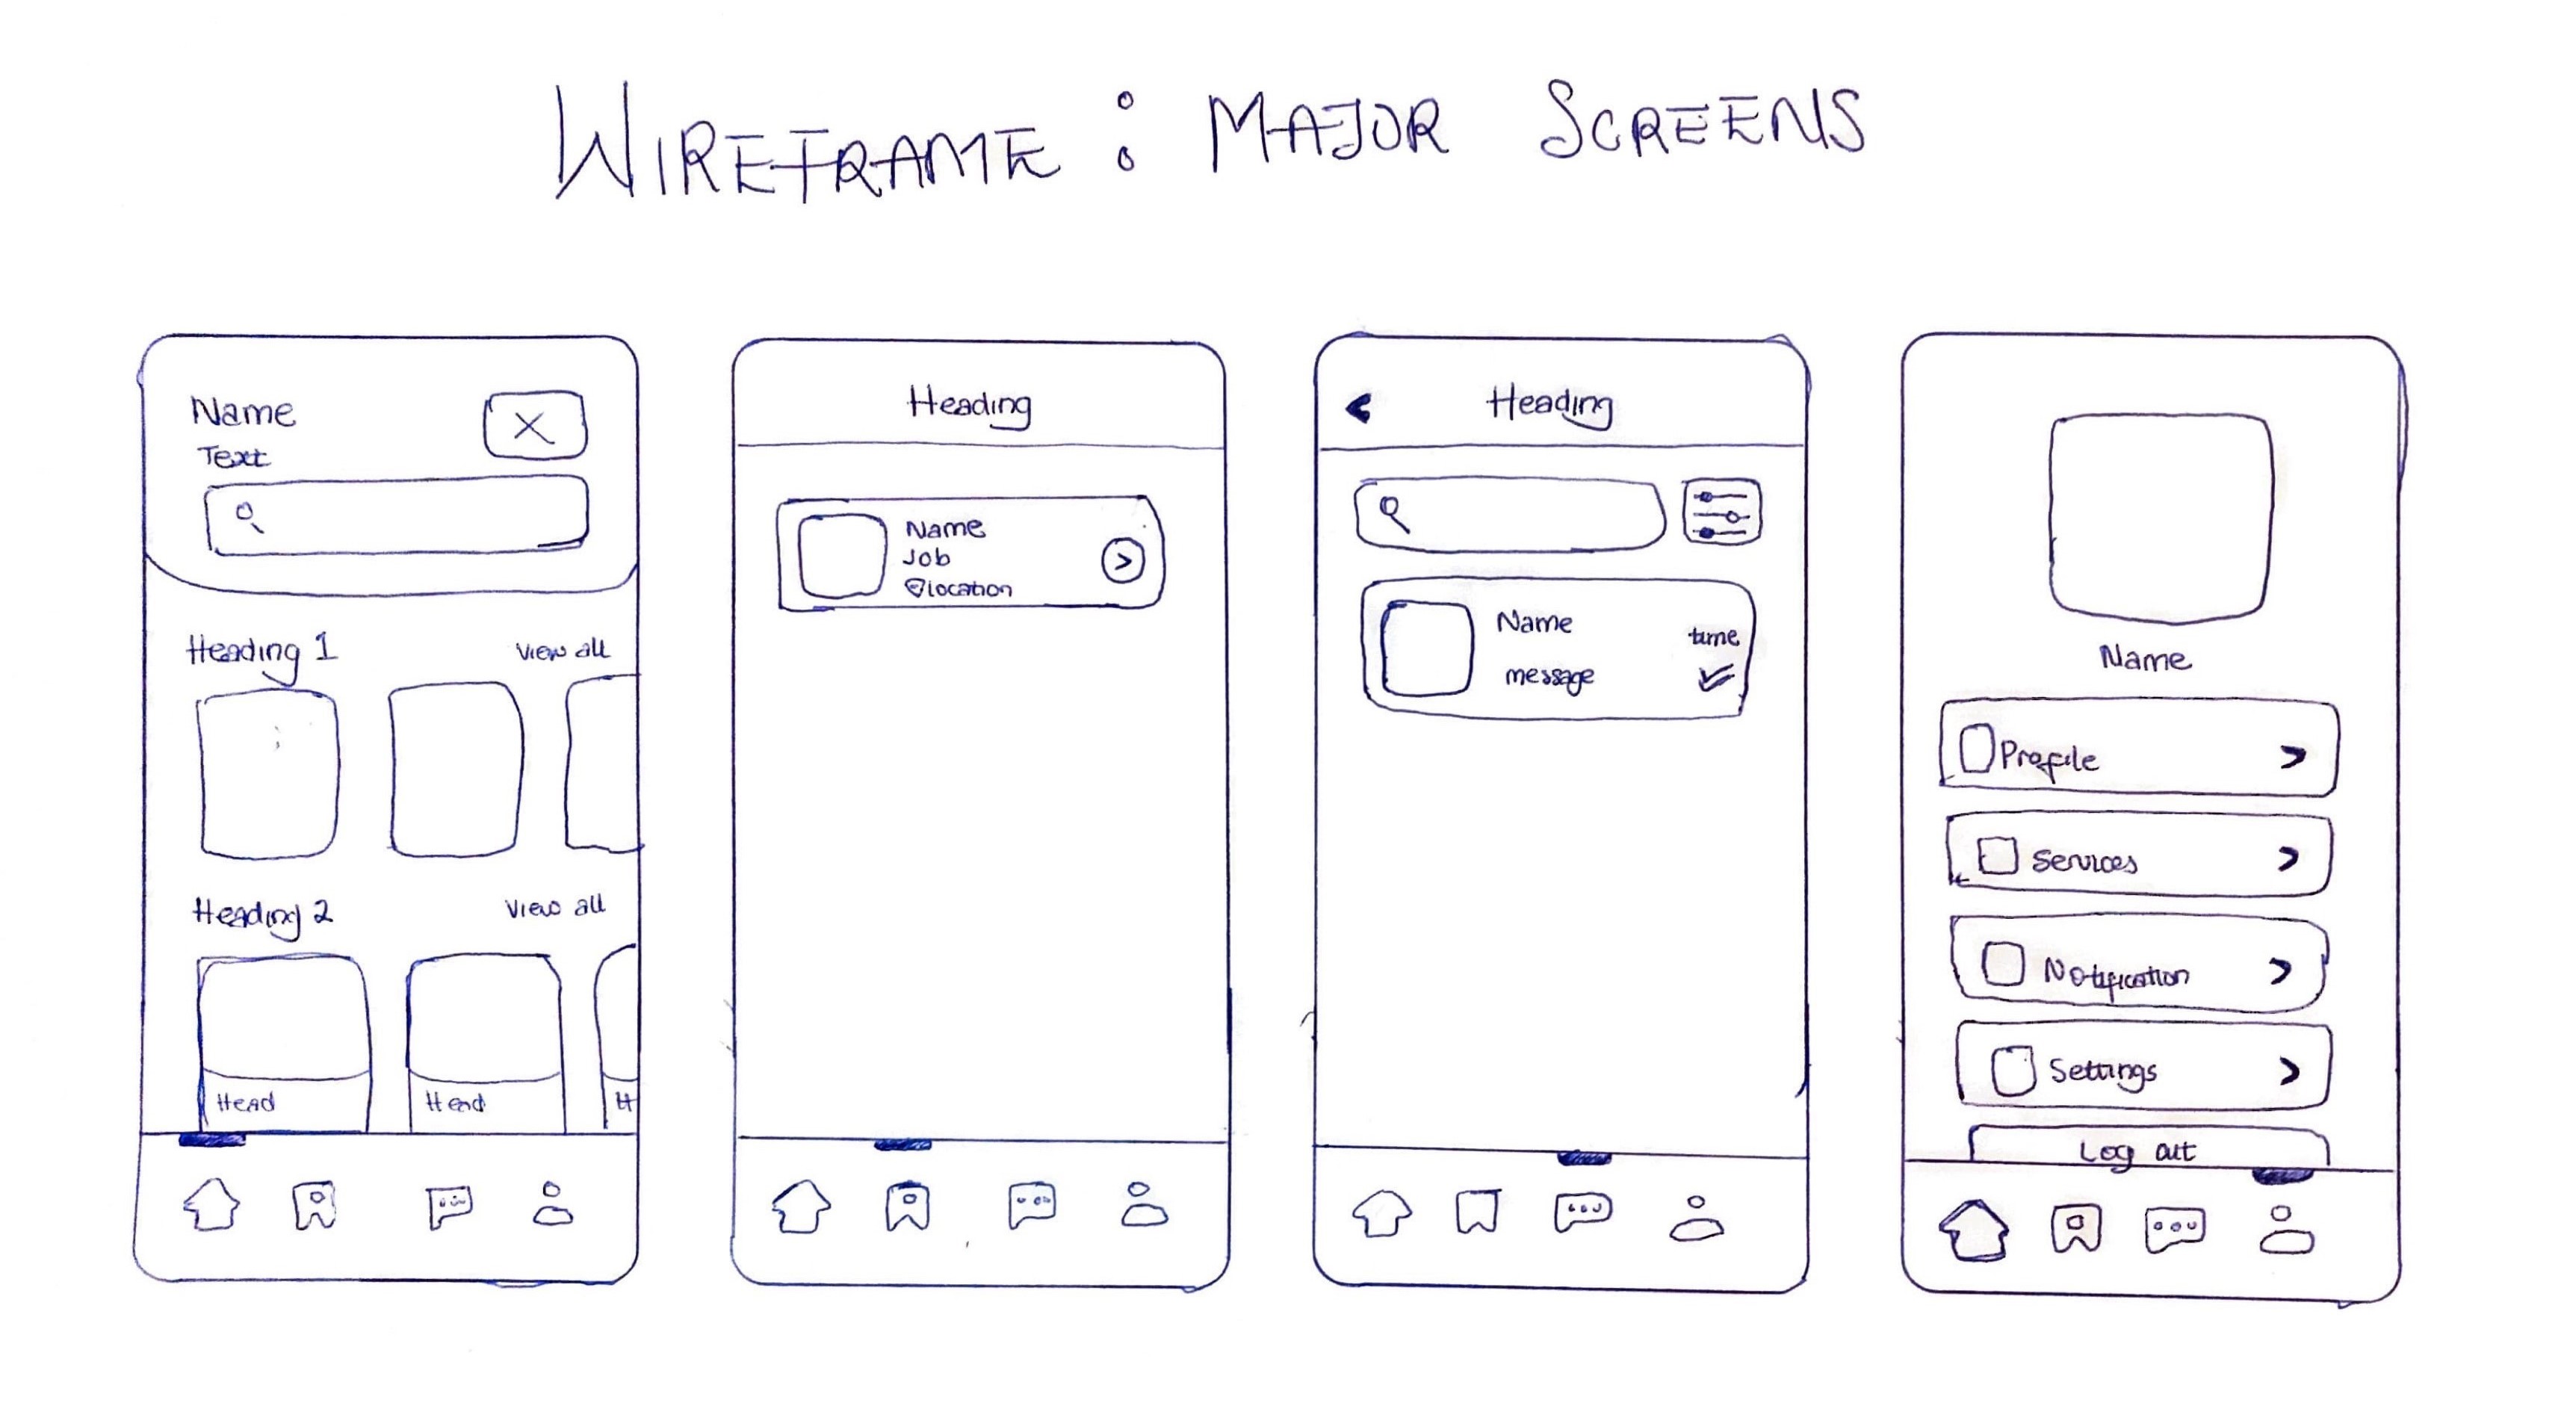 WIREFRAME : MAJOR SCREENS
Name
Text
Heading 1 View all
Heading 2 View all
Head Head H
Heading
Name
Job
location
Heading
Name time
message
Name
Profile
Services
Notification
Settings
Log out